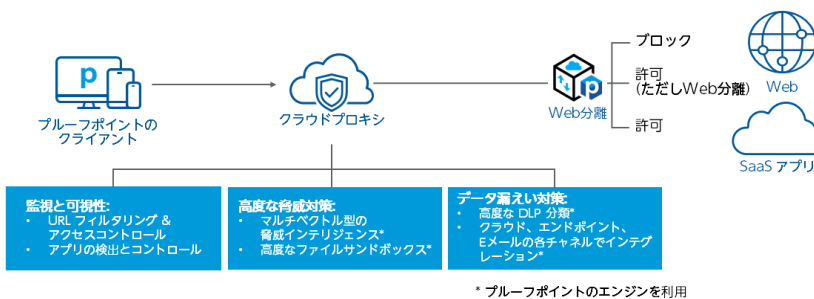 p
プルーフポイントの
クライアント
クラウドプロキシ
p
Web分離
ブロック
許可
(ただしWeb分離)
許可
Web
SaaS アプリ
監視と可視性:
• URL フィルタリング &
アクセスコントロール
• アプリの検出とコントロール
高度な脅威対策:
• マルチベクトル型の
脅威インテリジェンス*
• 高度なファイルサンドボックス*
データ漏えい対策:
• 高度な DLP 分類*
• クラウド、エンドポイント、
Eメールの各チャネルでインテグ
レーション*
* プルーフポイントのエンジンを利用